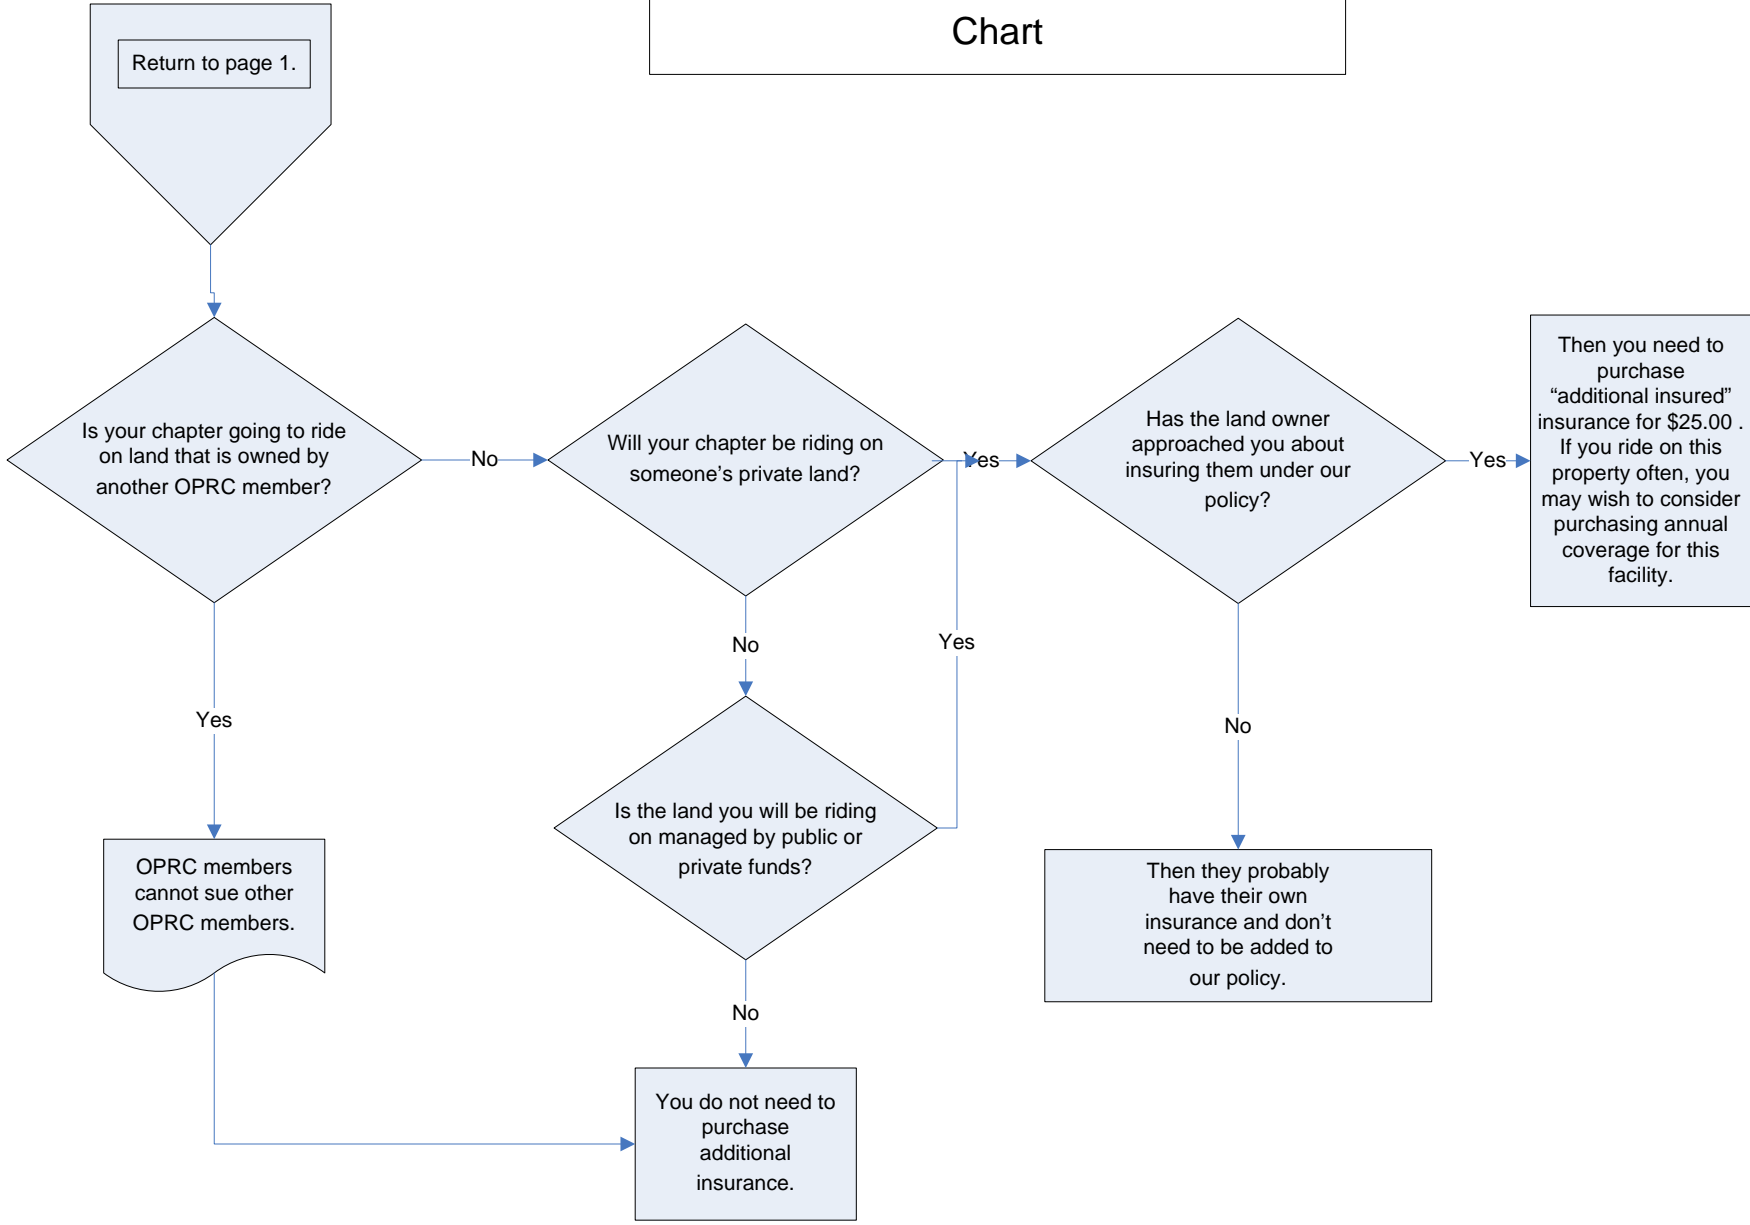 Chart
Return to page 1.
Is your chapter going to ride
on land that is owned by
another OPRC member?
No
Will your chapter be riding on
someone’s private land?
Yes
Has the land owner
approached you about
insuring them under our
policy?
Yes
Then you need to
purchase
“additional insured”
insurance for $25.00 .
If you ride on this
property often, you
may wish to consider
purchasing annual
coverage for this
facility.
No
Yes
Yes
No
Is the land you will be riding
on managed by public or
private funds?
OPRC members
cannot sue other
OPRC members.
Then they probably
have their own
insurance and don’t
need to be added to
our policy.
No
You do not need to
purchase
additional
insurance.